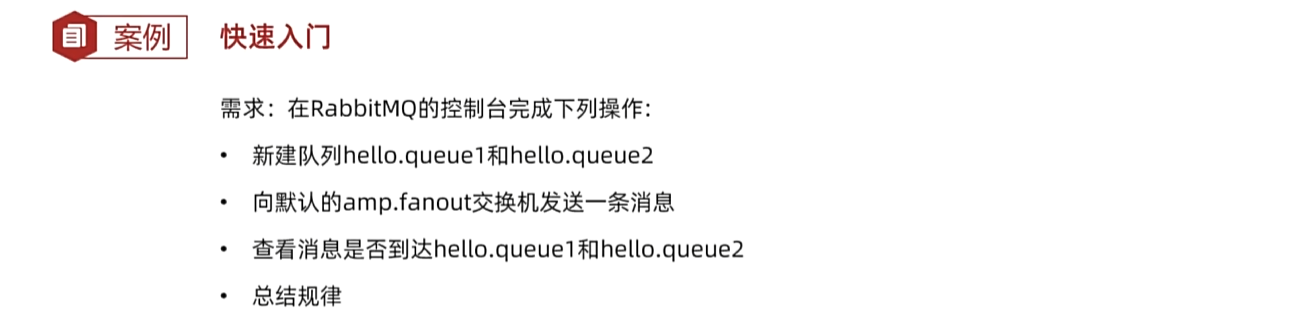 案例 快速入门
需求：在RabbitMQ的控制台完成下列操作：
• 新建队列hello.queue1和hello.queue2
• 向默认的amp.fanout交换机发送一条消息
• 查看消息是否到达hello.queue1和hello.queue2
• 总结规律